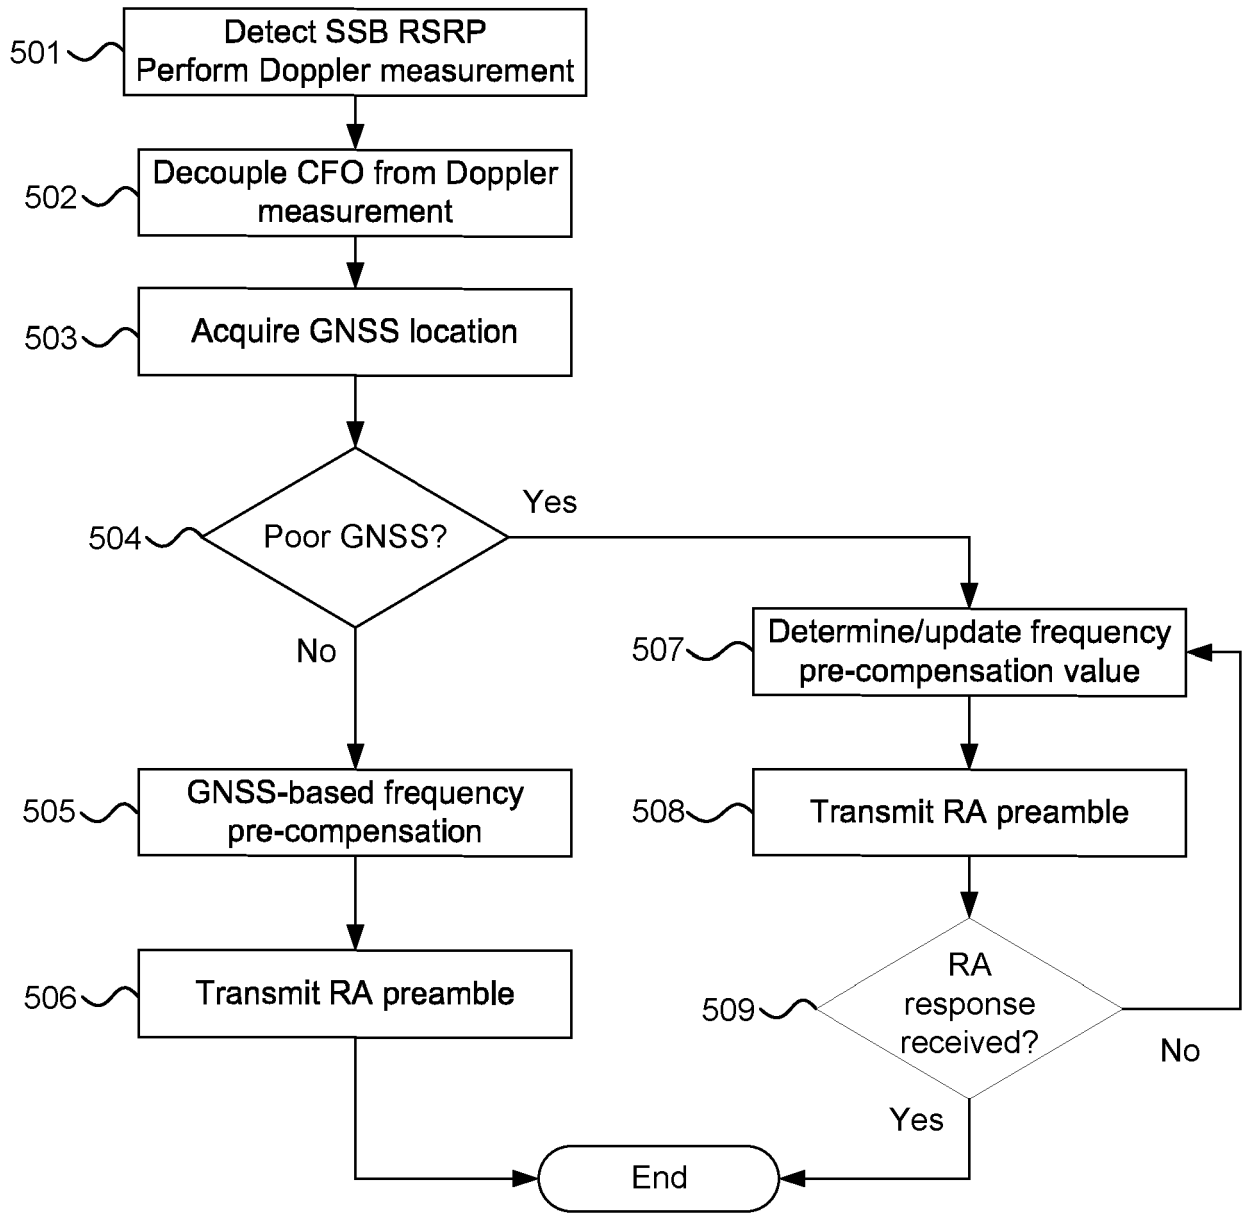 501
Detect SSB RSRP
Perform Doppler measurement
502
Decouple CFO from Doppler
measurement
503
Acquire GNSS location
504
Poor GNSS?
Yes
No
507
Determine/update frequency
pre-compensation value
505
GNSS-based frequency
pre-compensation
508
Transmit RA preamble
506
Transmit RA preamble
509
RA
response
received?
No
Yes
End